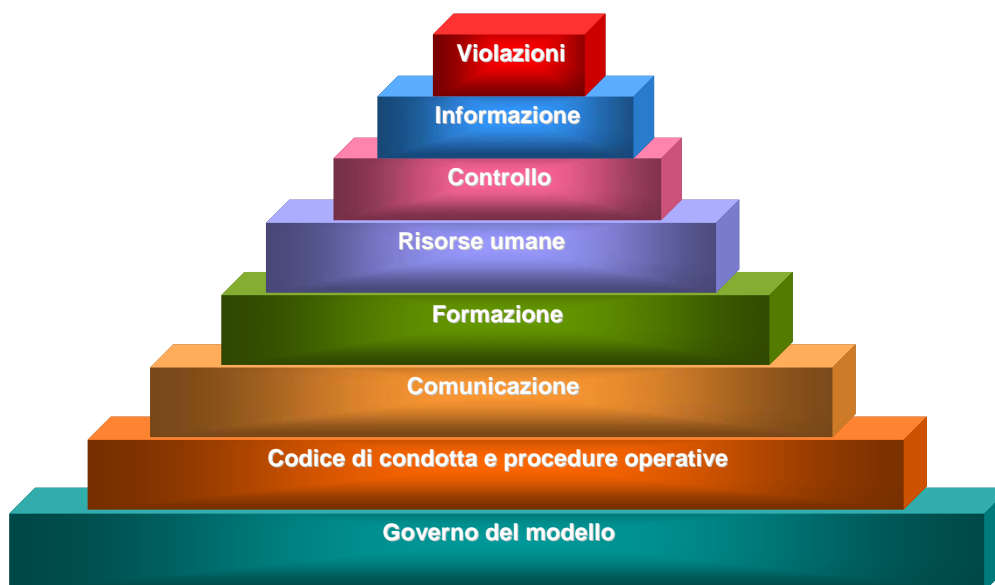 Violazioni
Informazione
Controllo
Risorse umane
Formazione
Comunicazione
Codice di condotta e procedure operative
Governo del modello